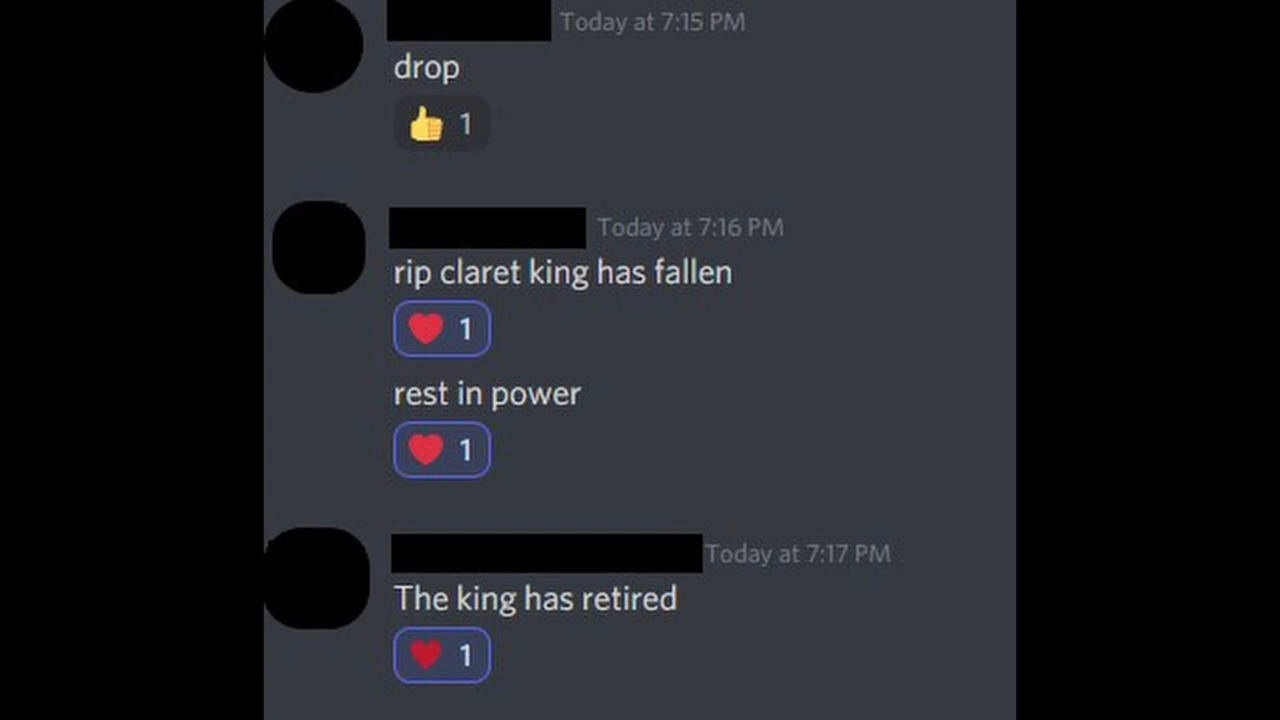 Today at 7:15 PM
drop
👍 1
Today at 7:16 PM
rip claret king has fallen
❤️ 1
rest in power
❤️ 1
Today at 7:17 PM
The king has retired
❤️ 1